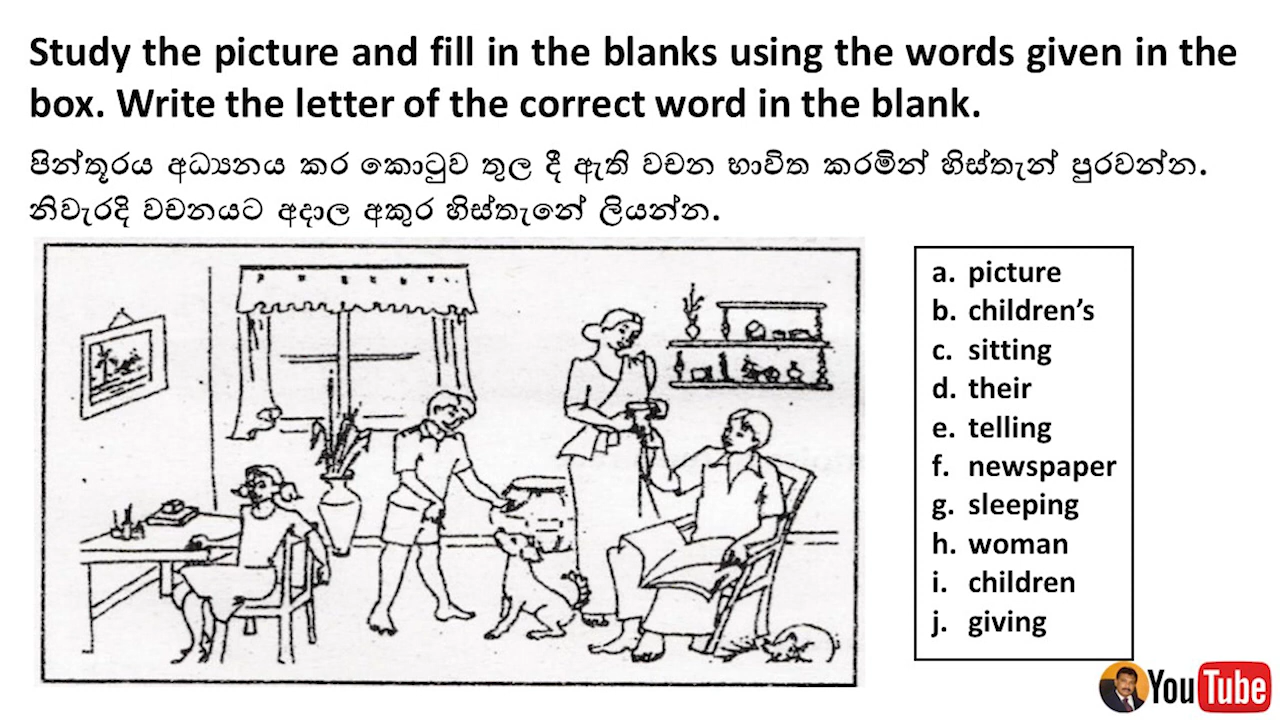 Study the picture and fill in the blanks using the words given in the
box. Write the letter of the correct word in the blank.
පින්තූරය අධ්‍යනය කර කොටුව තුල දී ඇති වචන භාවිත කරමින් හිස්තැන් පුරවන්න.
නිවැරදි වචනයට අදාල අකුර හිස්තැනේ ලියන්න.
a. picture
b. children’s
c. sitting
d. their
e. telling
f. newspaper
g. sleeping
h. woman
i. children
j. giving
YouTube